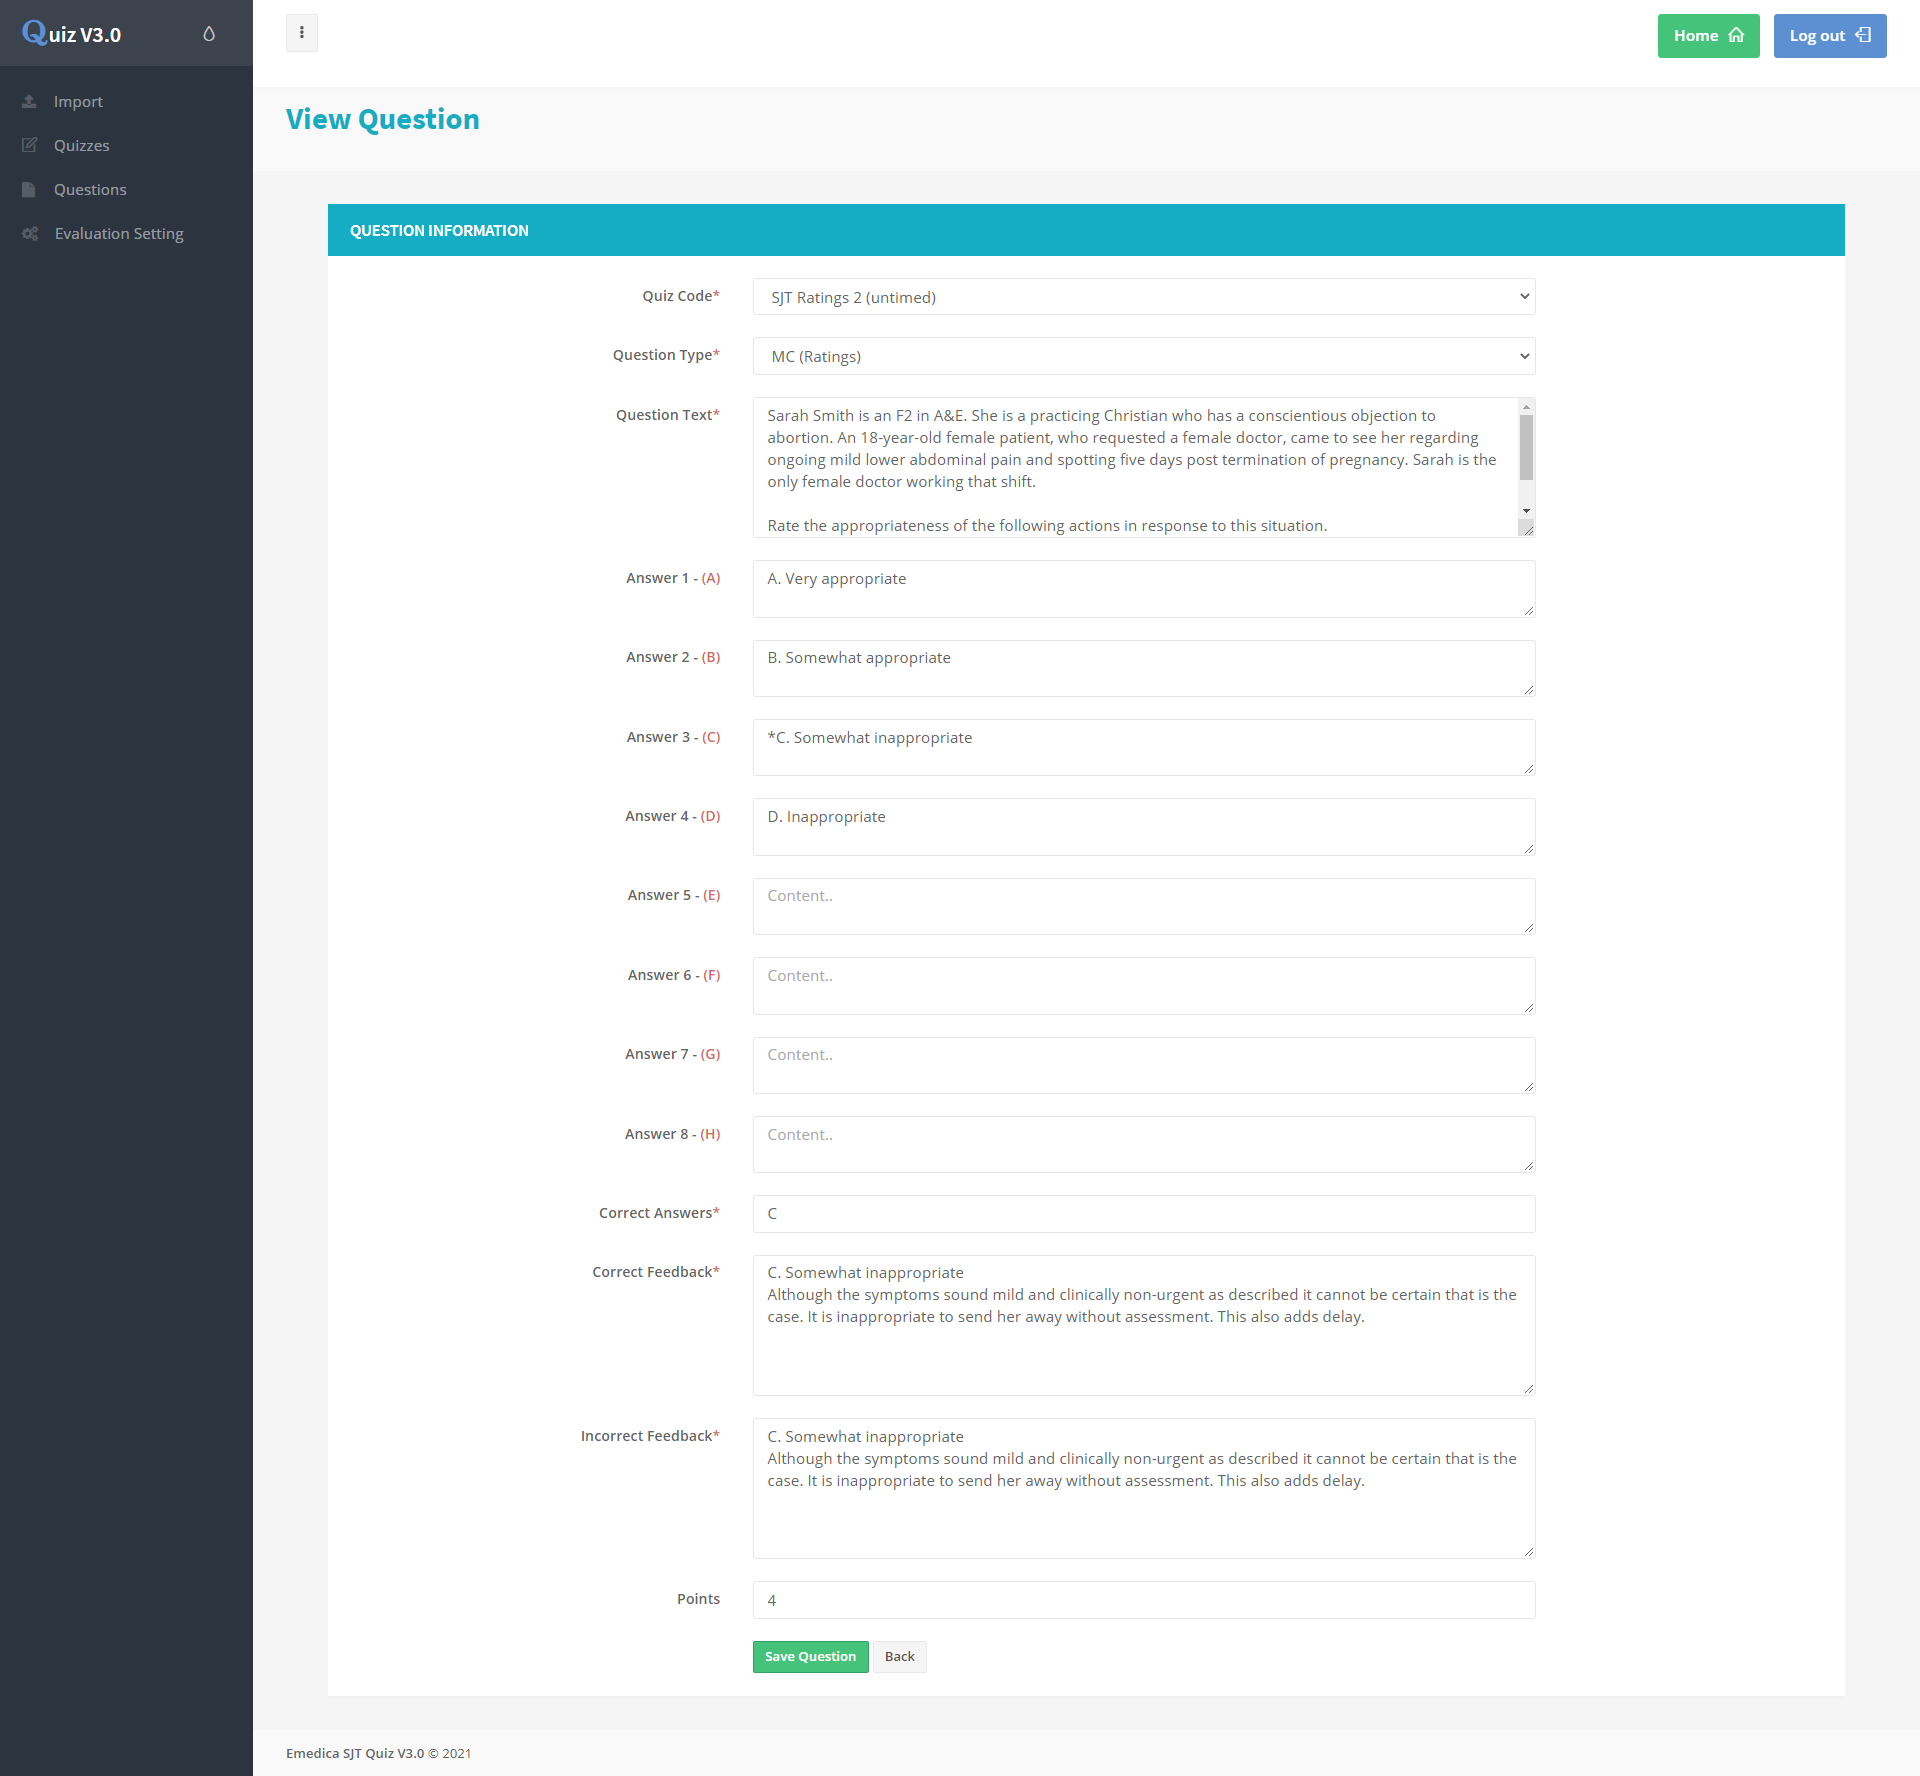 Quiz V3.0
Home
Log out
Import
Quizzes
Questions
Evaluation Setting
View Question
QUESTION INFORMATION
Quiz Code*
SJT Ratings 2 (untimed)
Question Type*
MC (Ratings)
Question Text*
Sarah Smith is an F2 in A&E. She is a practicing Christian who has a conscientious objection to
abortion. An 18-year-old female patient, who requested a female doctor, came to see her regarding
ongoing mild lower abdominal pain and spotting five days post termination of pregnancy. Sarah is the
only female doctor working that shift.
Rate the appropriateness of the following actions in response to this situation.
Answer 1 - (A)
A. Very appropriate
Answer 2 - (B)
B. Somewhat appropriate
Answer 3 - (C)
*C. Somewhat inappropriate
Answer 4 - (D)
D. Inappropriate
Answer 5 - (E)
Content..
Answer 6 - (F)
Content..
Answer 7 - (G)
Content..
Answer 8 - (H)
Content..
Correct Answers*
C
Correct Feedback*
C. Somewhat inappropriate
Although the symptoms sound mild and clinically non-urgent as described it cannot be certain that is the
case. It is inappropriate to send her away without assessment. This also adds delay.
Incorrect Feedback*
C. Somewhat inappropriate
Although the symptoms sound mild and clinically non-urgent as described it cannot be certain that is the
case. It is inappropriate to send her away without assessment. This also adds delay.
Points
4
Save Question
Back
Emedica SJT Quiz V3.0 © 2021